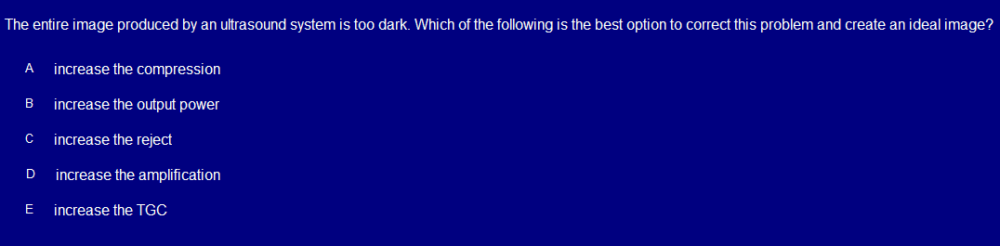 The entire image produced by an ultrasound system is too dark. Which of the following is the best option to correct this problem and create an ideal image?
A increase the compression
B increase the output power
C increase the reject
D increase the amplification
E increase the TGC